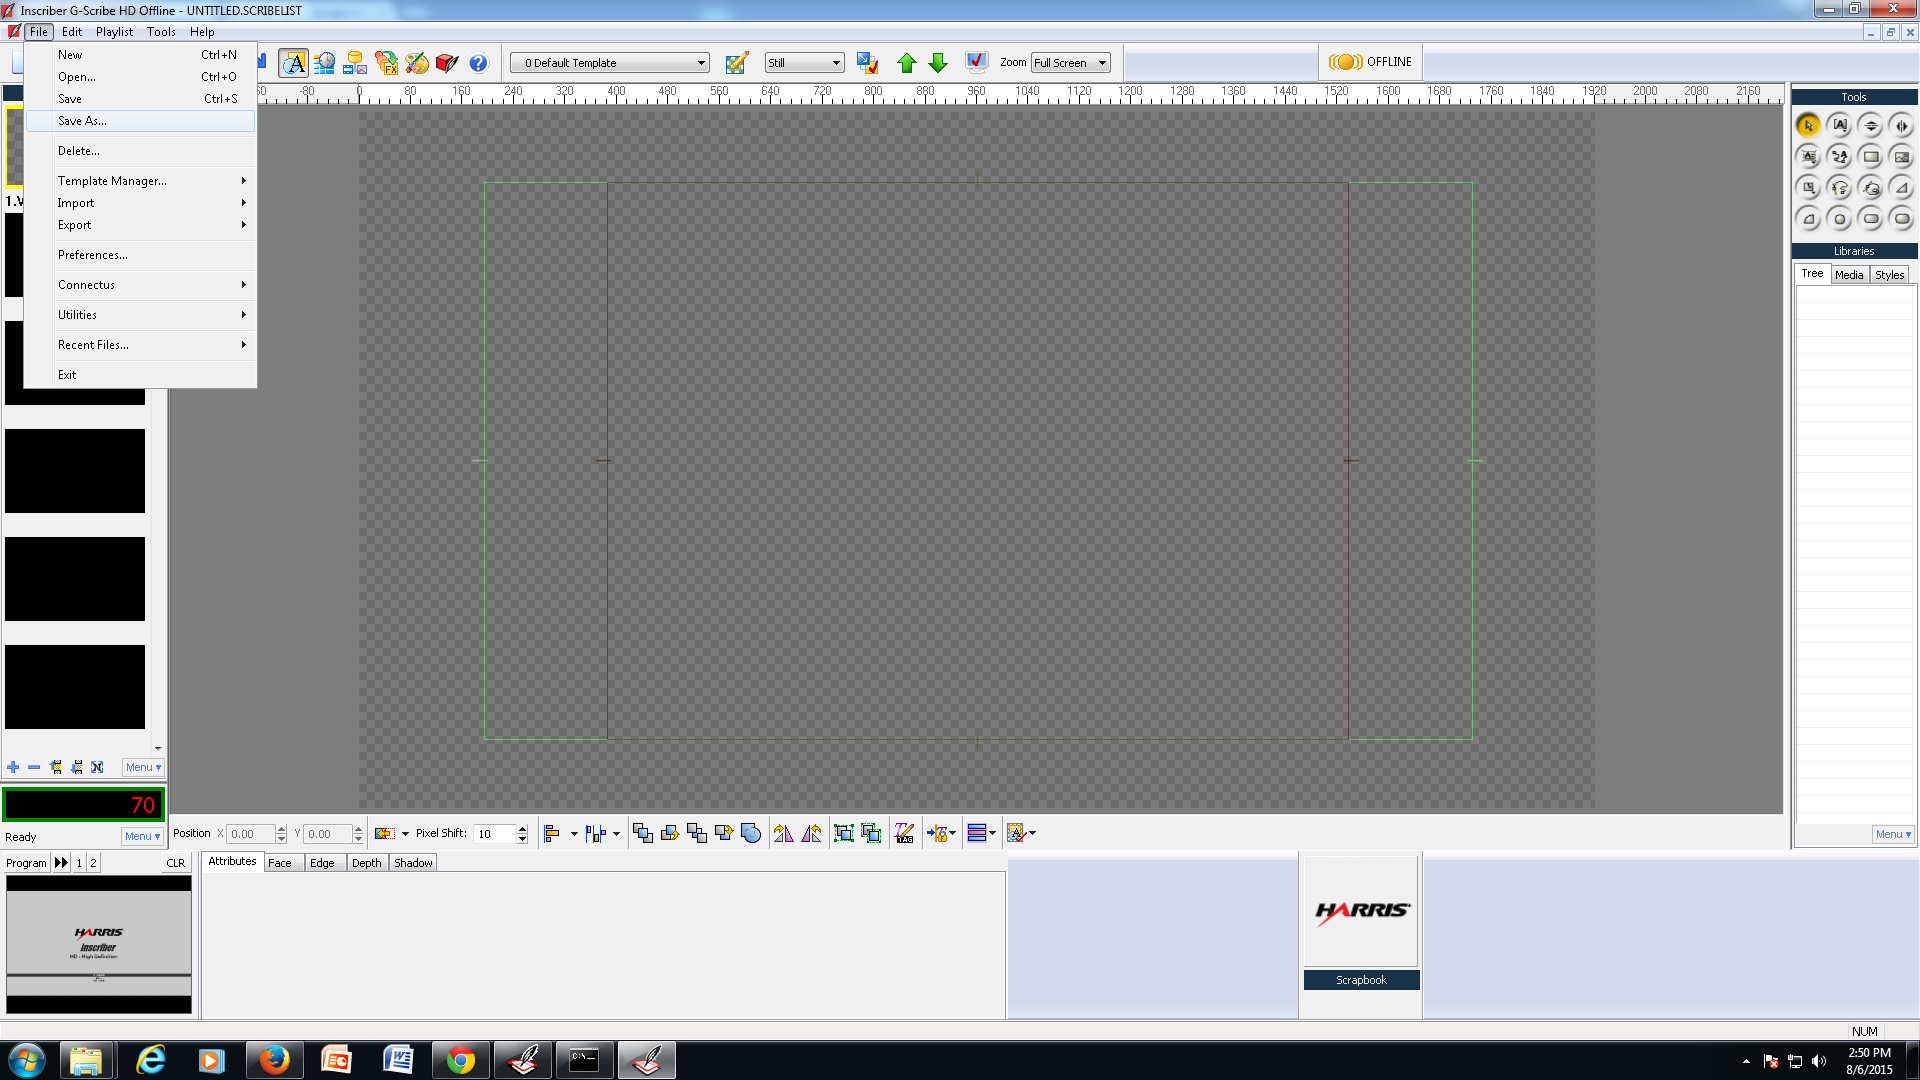 Inscriber G-Scribe HD Offline - UNTITLED.SCRIBELIST
File Edit Playlist Tools Help
New Ctrl+N
Open... Ctrl+O
Save Ctrl+S
Save As...
Delete...
Template Manager...
Import
Export
Preferences...
Connectus
Utilities
Recent Files...
Exit
A FX ? 0 Default Template Still Zoom Full Screen OFFLINE
-80 0 80 160 240 320 400 480 560 640 720 800 880 960 1040 1120 1200 1280 1360 1440 1520 1600 1680 1760 1840 1920 2000 2080 2160
Tools
Libraries
Tree Media Styles
Menu
Menu
70
Ready Menu
Position X 0.00 Y 0.00 Pixel Shift: 10 TAG
Program 1 2 CLR
Attributes Face Edge Depth Shadow
HARRIS
Inscriber
HD - High Definition
HARRIS
Scrapbook
NUM
C:\
2:50 PM
8/6/2015